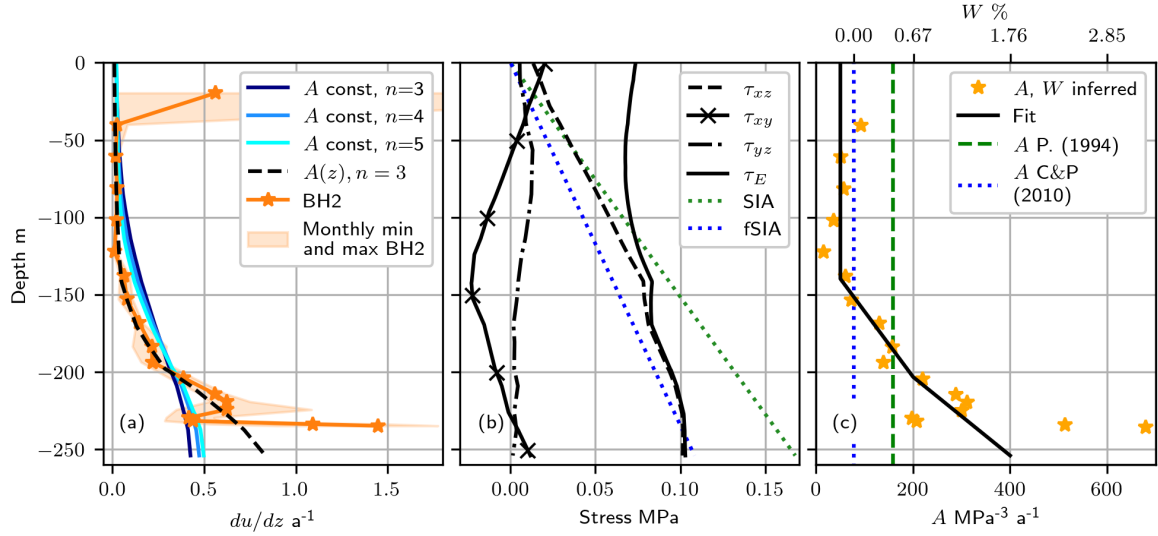 W %
0.00 0.67 1.76 2.85
0
−50
−100
−150
−200
−250
Depth m
A const, n=3
A const, n=4
A const, n=5
A(z), n = 3
BH2
Monthly min
and max BH2
(a)
0.0 0.5 1.0 1.5
du/dz a⁻¹
τxz
τxy
τyz
τE
SIA
fSIA
(b)
0.00 0.05 0.10 0.15
Stress MPa
A, W inferred
Fit
A P. (1994)
A C&P
(2010)
(c)
0 200 400 600
A MPa⁻³ a⁻¹